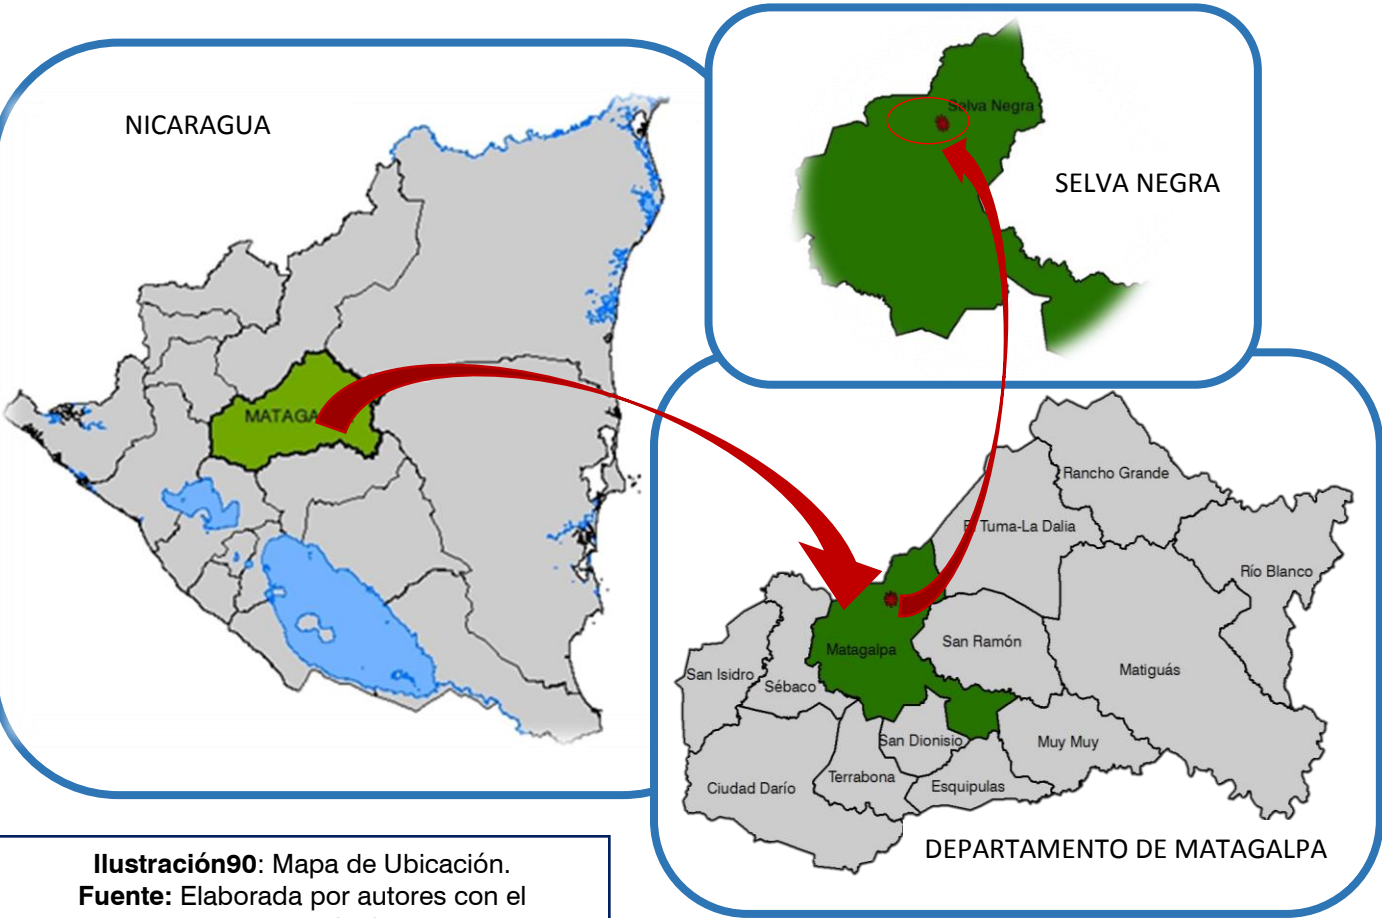 NICARAGUA
MATAGA
Selva Negra
SELVA NEGRA
Rancho Grande
Tuma-La Dalia
Río Blanco
Matagalpa
San Ramón
Matiguás
San Isidro
Sébaco
San Dionisio
Muy Muy
Ciudad Darío
Terrabona
Esquipulas
DEPARTAMENTO DE MATAGALPA
Ilustración90: Mapa de Ubicación.
Fuente: Elaborada por autores con el